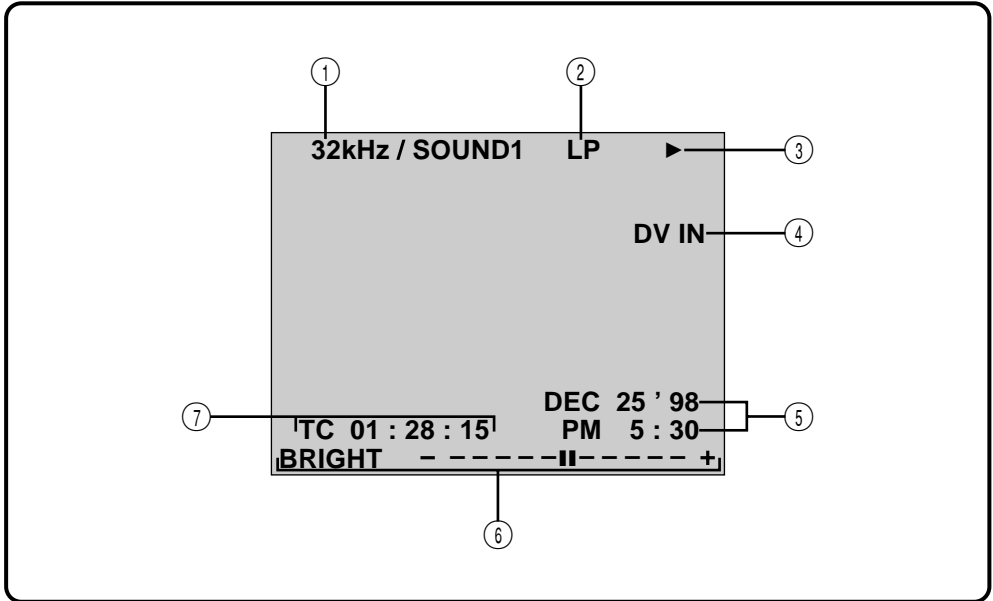 ① ②
32kHz / SOUND1 LP ► ③
DV IN ④
DEC 25 ’ 98
⑦ ⑤
TC 01 : 28 : 15 PM 5 : 30
BRIGHT - - - - - - - ▮▮ - - - - - - +
⑥